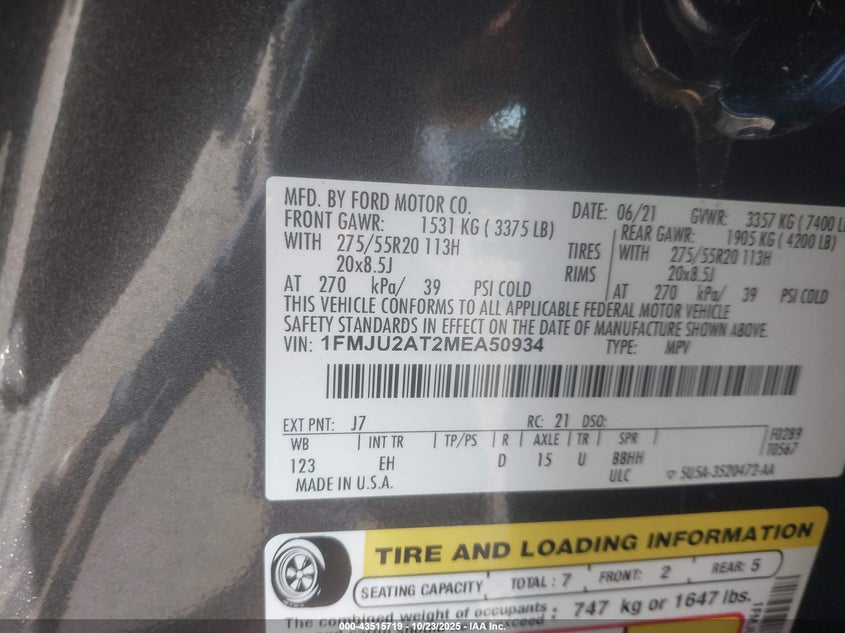 MFD. BY FORD MOTOR CO. DATE: 06/21 GVWR: 3357 KG ( 7400 L
FRONT GAWR: 1531 KG ( 3375 LB) REAR GAWR: 1905 KG ( 4200 LB)
WITH 275/55R20 113H TIRES WITH 275/55R20 113H
20x8.5J RIMS 20x8.5J
AT 270 kPa/ 39 PSI COLD AT 270 kPa/ 39 PSI COLD
THIS VEHICLE CONFORMS TO ALL APPLICABLE FEDERAL MOTOR VEHICLE
SAFETY STANDARDS IN EFFECT ON THE DATE OF MANUFACTURE SHOWN ABOVE.
VIN: 1FMJU2AT2MEA50934 TYPE: MPV
EXT PNT: J7 RC: 21 DSO: F0289
WB INT TR TP/PS R AXLE TR SPR T0567
123 EH D 15 U BBHH
MADE IN U.S.A. ULC 5U5A-3520472-AA
TIRE AND LOADING INFORMATION
SEATING CAPACITY TOTAL : 7 FRONT: 2 REAR: 5
The combined weight of occupants : 747 kg or 1647 lbs.
000-43515719 - 10/23/2025 - IAA Inc.